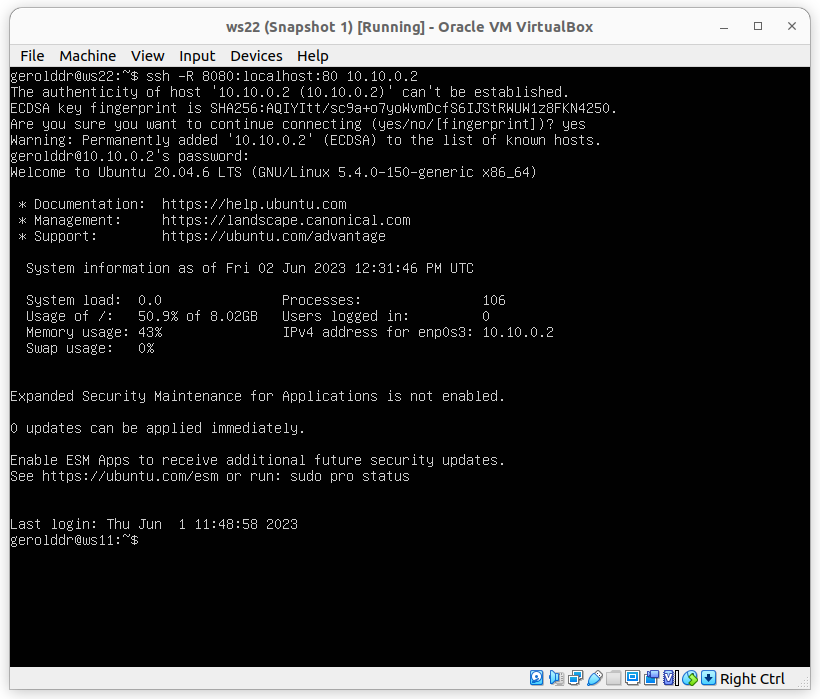 ws22 (Snapshot 1) [Running] - Oracle VM VirtualBox
File Machine View Input Devices Help
gerolddr@ws22:~$ ssh -R 8080:localhost:80 10.10.0.2
The authenticity of host '10.10.0.2 (10.10.0.2)' can't be established.
ECDSA key fingerprint is SHA256:AQIYItt/sc9a+o7yoWvmDcfS6IJStRWUW1z8FKN4250.
Are you sure you want to continue connecting (yes/no/[fingerprint])? yes
Warning: Permanently added '10.10.0.2' (ECDSA) to the list of known hosts.
gerolddr@10.10.0.2's password:
Welcome to Ubuntu 20.04.6 LTS (GNU/Linux 5.4.0-150-generic x86_64)
* Documentation: https://help.ubuntu.com
* Management: https://landscape.canonical.com
* Support: https://ubuntu.com/advantage
System information as of Fri 02 Jun 2023 12:31:46 PM UTC
System load: 0.0 Processes: 106
Usage of /: 50.9% of 8.02GB Users logged in: 0
Memory usage: 43% IPv4 address for enp0s3: 10.10.0.2
Swap usage: 0%
Expanded Security Maintenance for Applications is not enabled.
0 updates can be applied immediately.
Enable ESM Apps to receive additional future security updates.
See https://ubuntu.com/esm or run: sudo pro status
Last login: Thu Jun 1 11:48:58 2023
gerolddr@ws11:~$
Right Ctrl